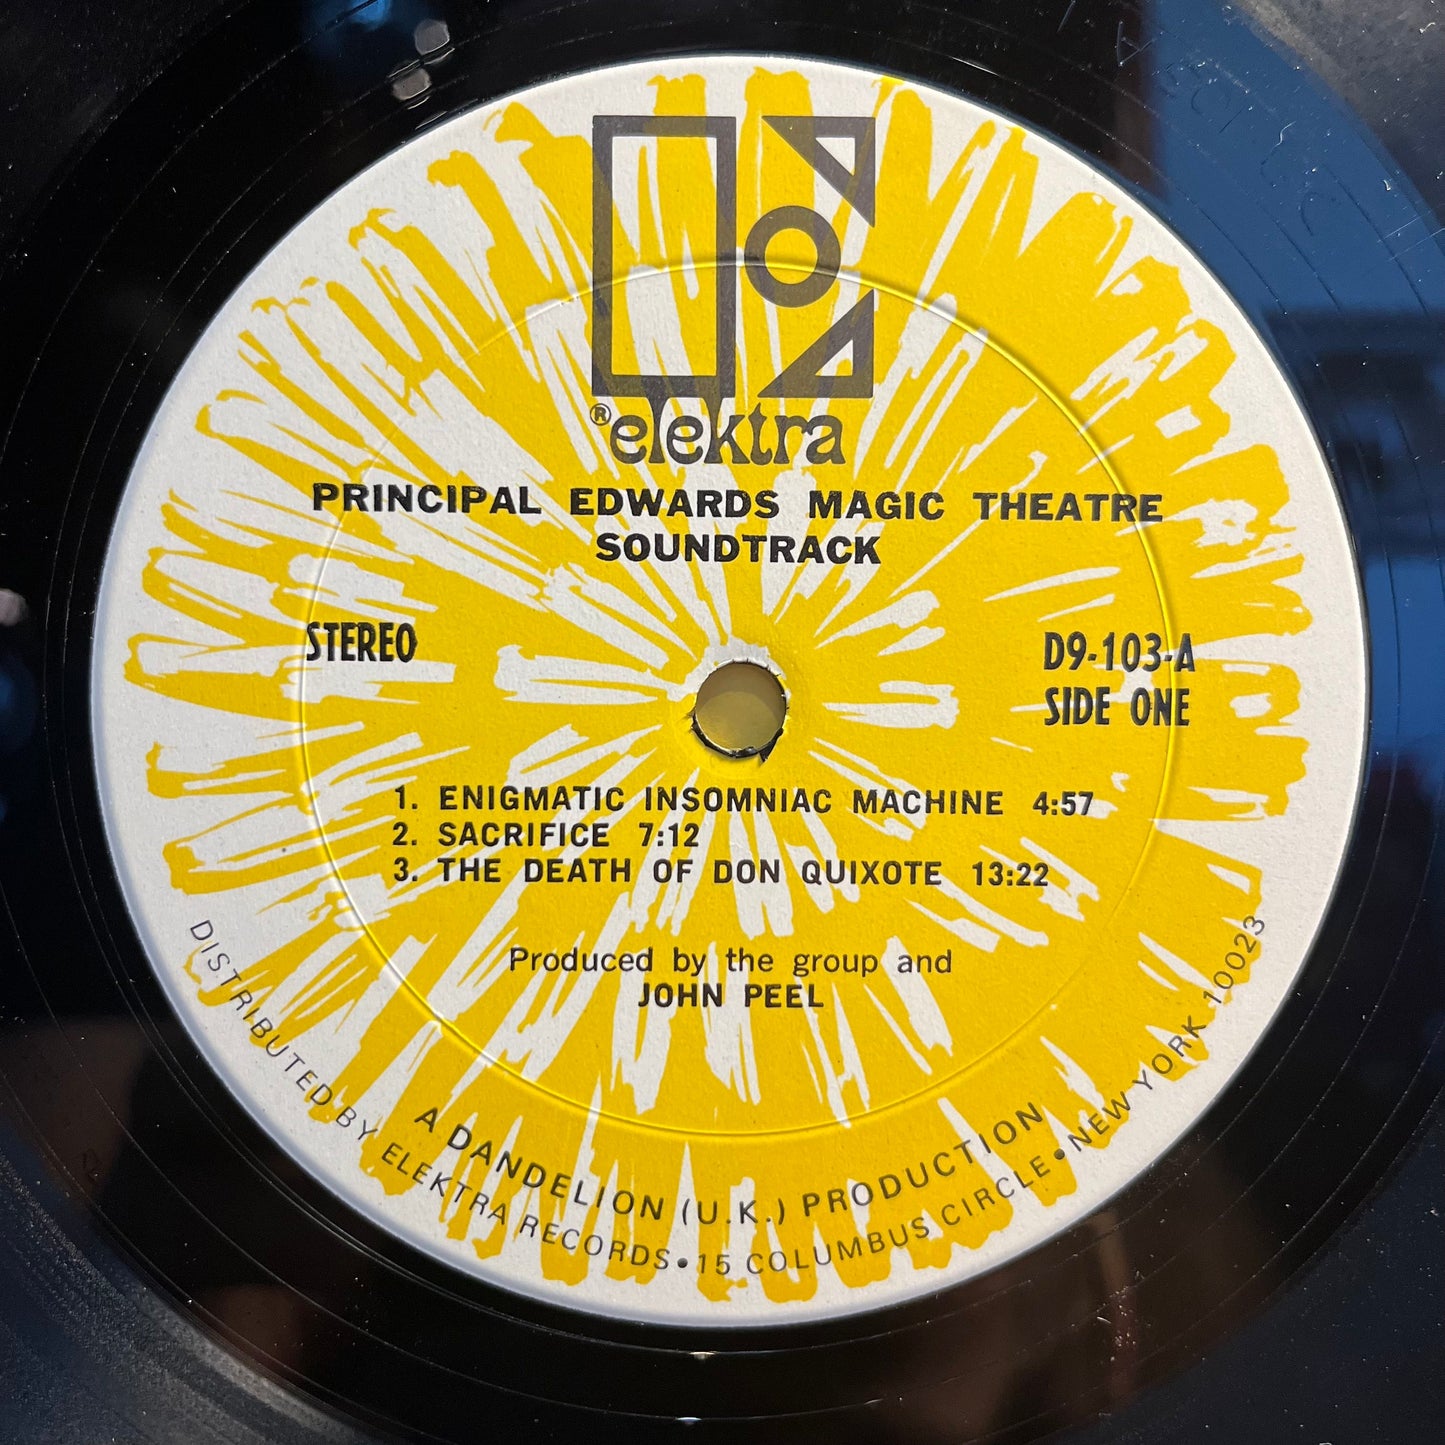 ® elektra
PRINCIPAL EDWARDS MAGIC THEATRE
SOUNDTRACK
STEREO
D9-103-A
SIDE ONE
1. ENIGMATIC INSOMNIAC MACHINE 4:57
2. SACRIFICE 7:12
3. THE DEATH OF DON QUIXOTE 13:22
Produced by the group and
JOHN PEEL
A DANDELION (U.K.) PRODUCTION
DISTRIBUTED BY ELEKTRA RECORDS • 15 COLUMBUS CIRCLE • NEW YORK 10023